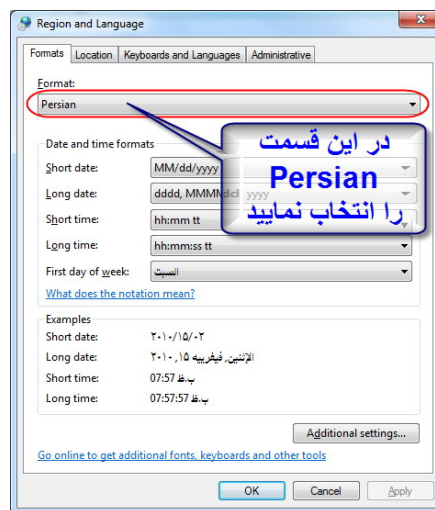 Region and Language
Formats Location Keyboards and Languages Administrative
Format:
Persian
در این قسمت
Persian
را انتخاب نمایید
Date and time formats
Short date: MM/dd/yyyy
Long date: dddd, MMMM d yyyy
Short time: hh:mm tt
Long time: hh:mm:ss tt
First day of week: السبت
What does the notation mean?
Examples
Short date: ۲۰۱۰/۱۵/۰۲
Long date: الإثنین, فیفرییه ۱۵, ۲۰۱۰
Short time: 07:57 ب.ظ
Long time: 07:57:57 ب.ظ
Additional settings...
Go online to get additional fonts, keyboards and other tools
OK Cancel Apply